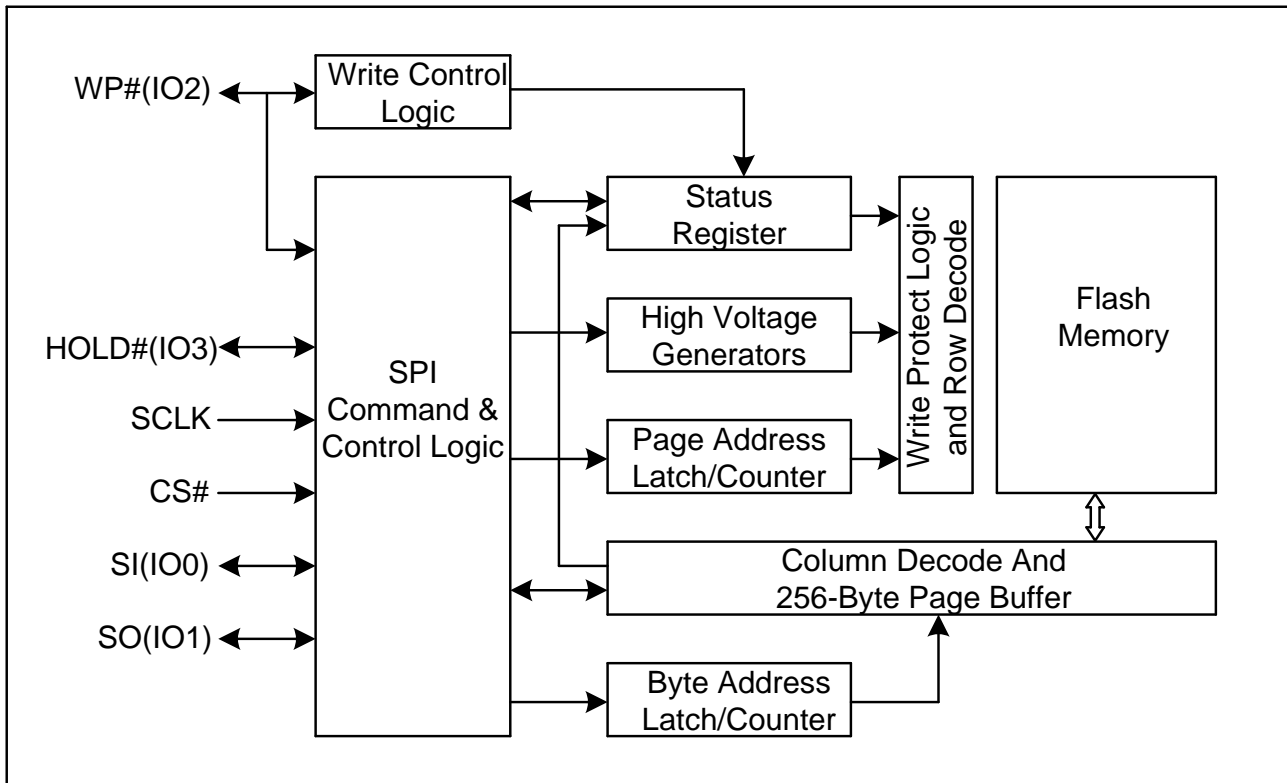 WP#(IO2)
Write Control
Logic
HOLD#(IO3)
SCLK
CS#
SI(IO0)
SO(IO1)
SPI
Command &
Control Logic
Status
Register
High Voltage
Generators
Page Address
Latch/Counter
Write Protect Logic
and Row Decode
Flash
Memory
Column Decode And
256-Byte Page Buffer
Byte Address
Latch/Counter